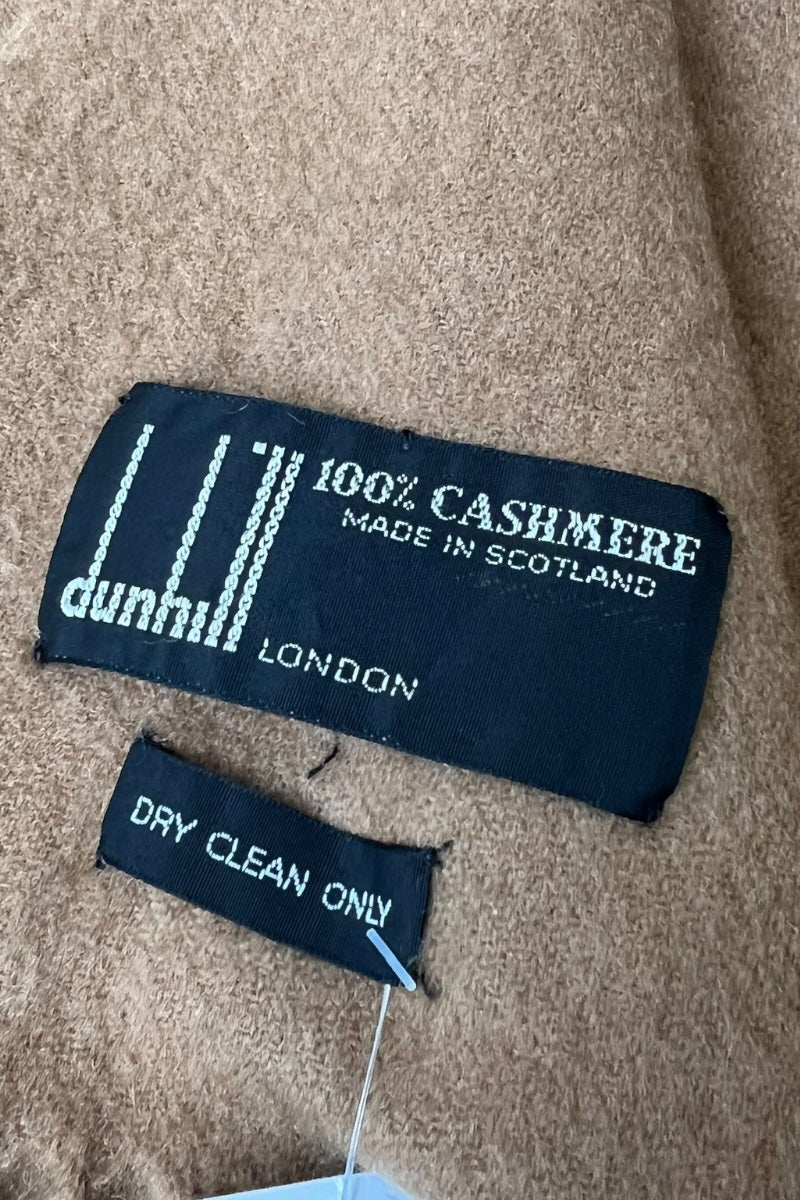 dunhill
100% CASHMERE
MADE IN SCOTLAND
LONDON
DRY CLEAN ONLY